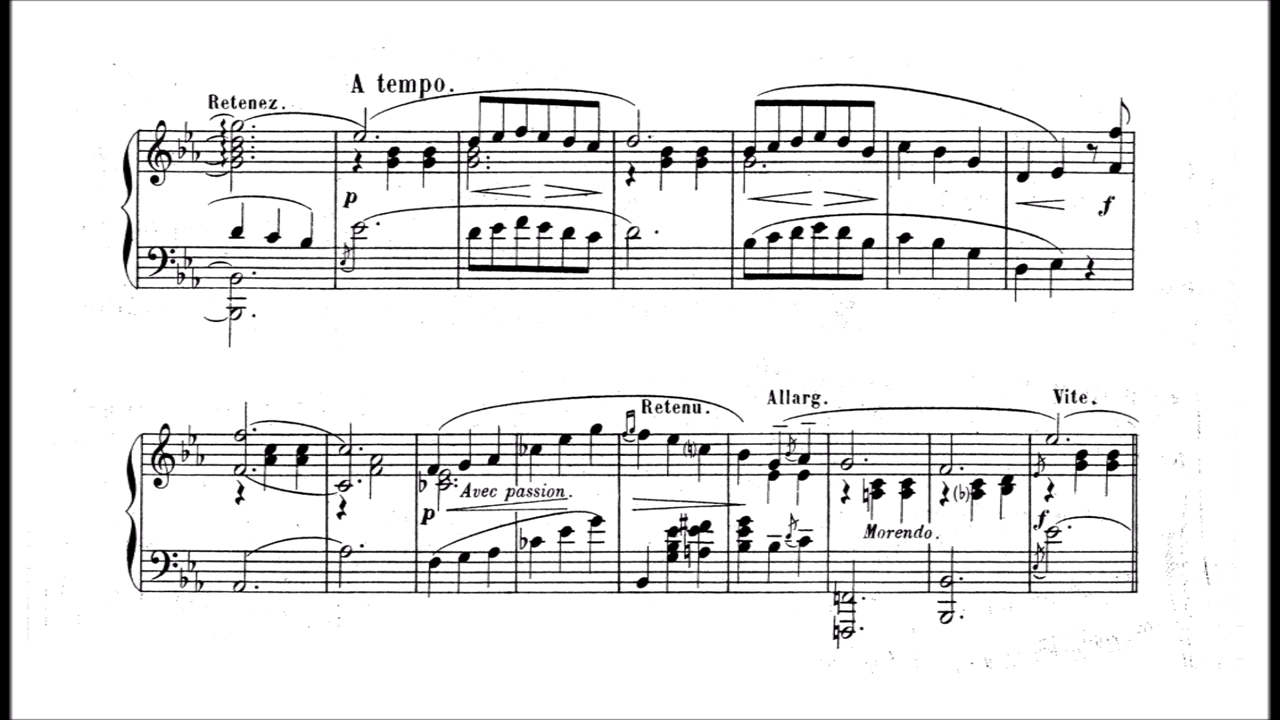 A tempo.
Retenez.
p
f
Retenu.
Allarg.
Vite.
Avec passion.
p
Morendo.
f